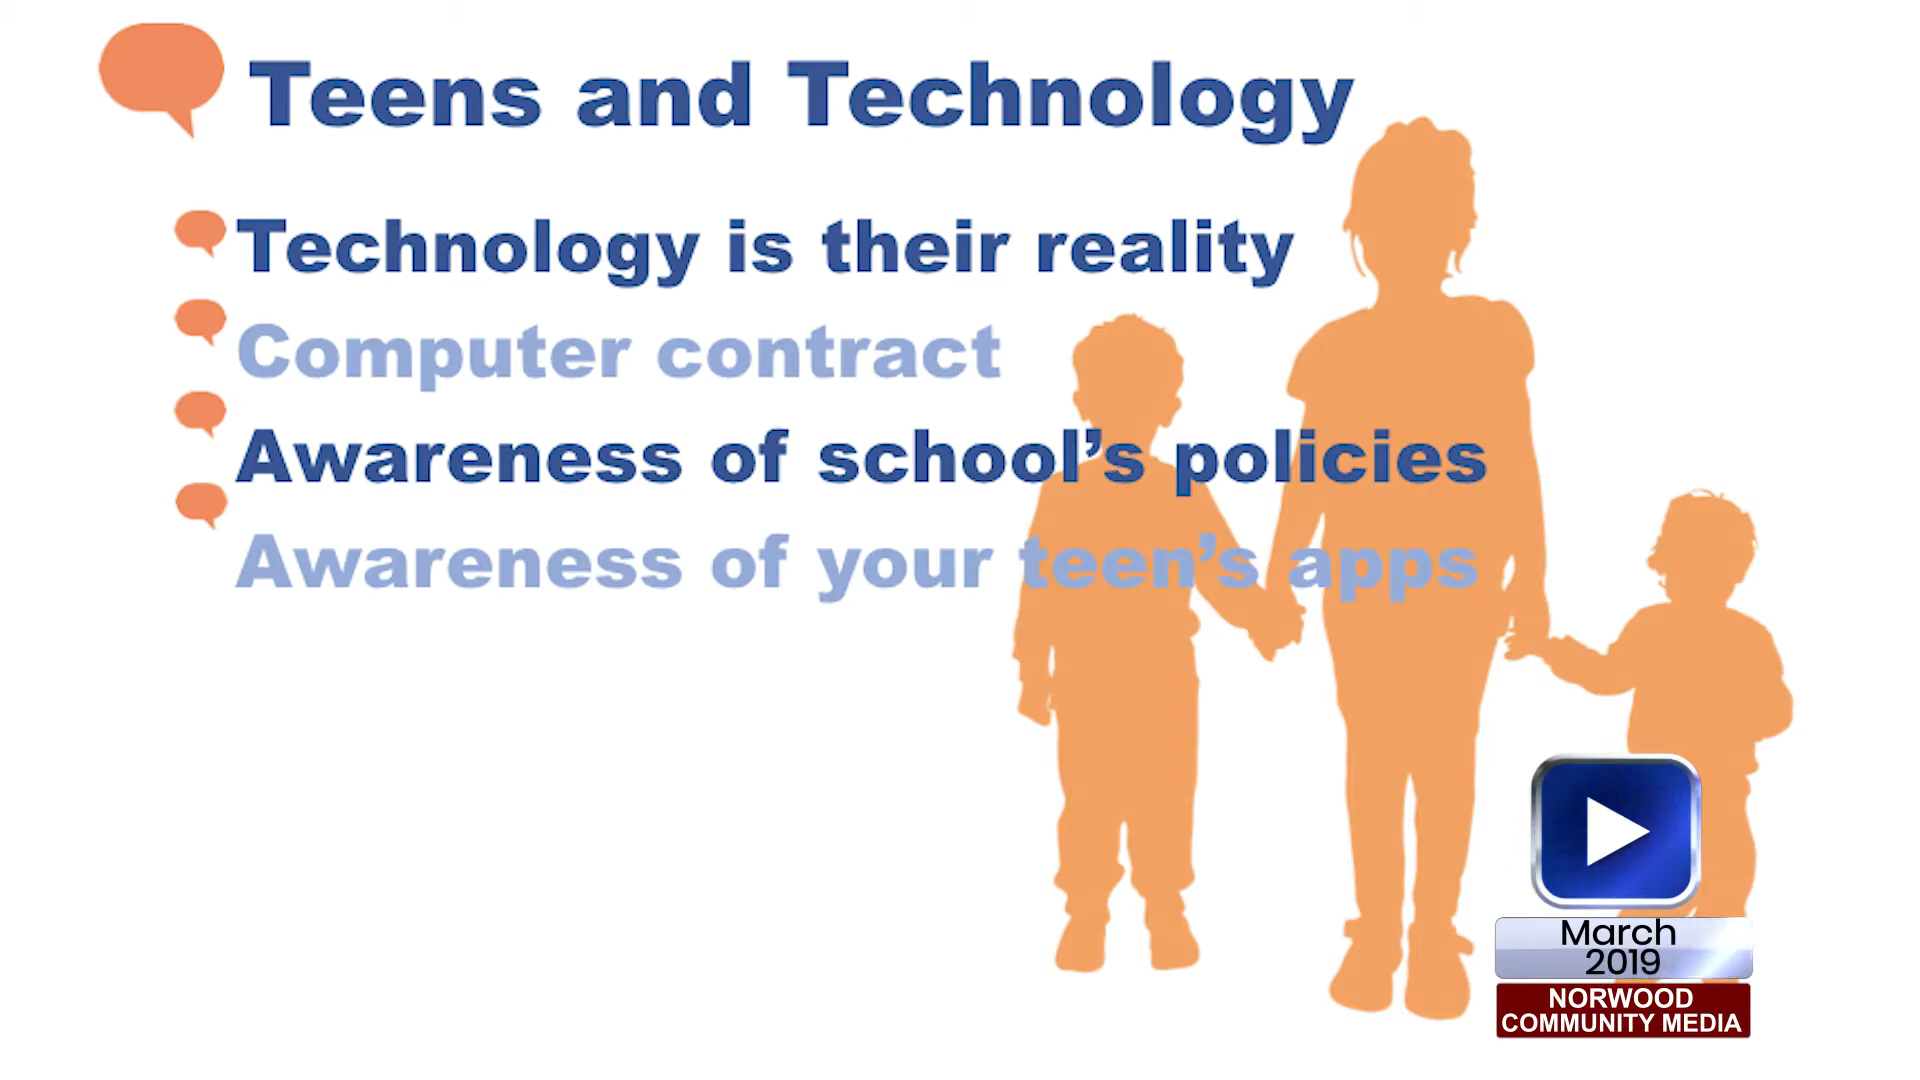 Teens and Technology
Technology is their reality
Computer contract
Awareness of school’s policies
Awareness of your teen’s apps
March
2019
NORWOOD
COMMUNITY MEDIA